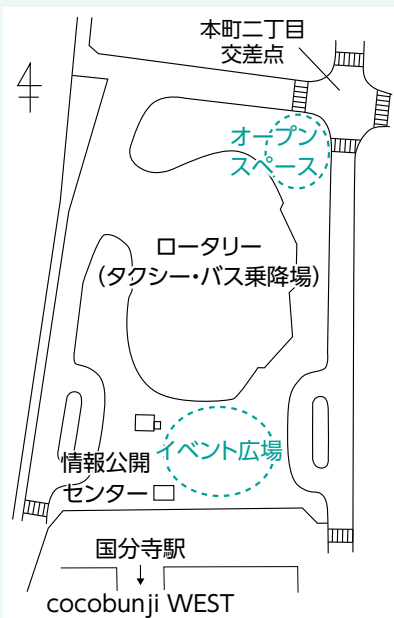 本町二丁目
交差点
オープン
スペース
ロータリー
(タクシー・バス乗降場)
イベント広場
情報公開
センター
国分寺駅
cocobunji WEST